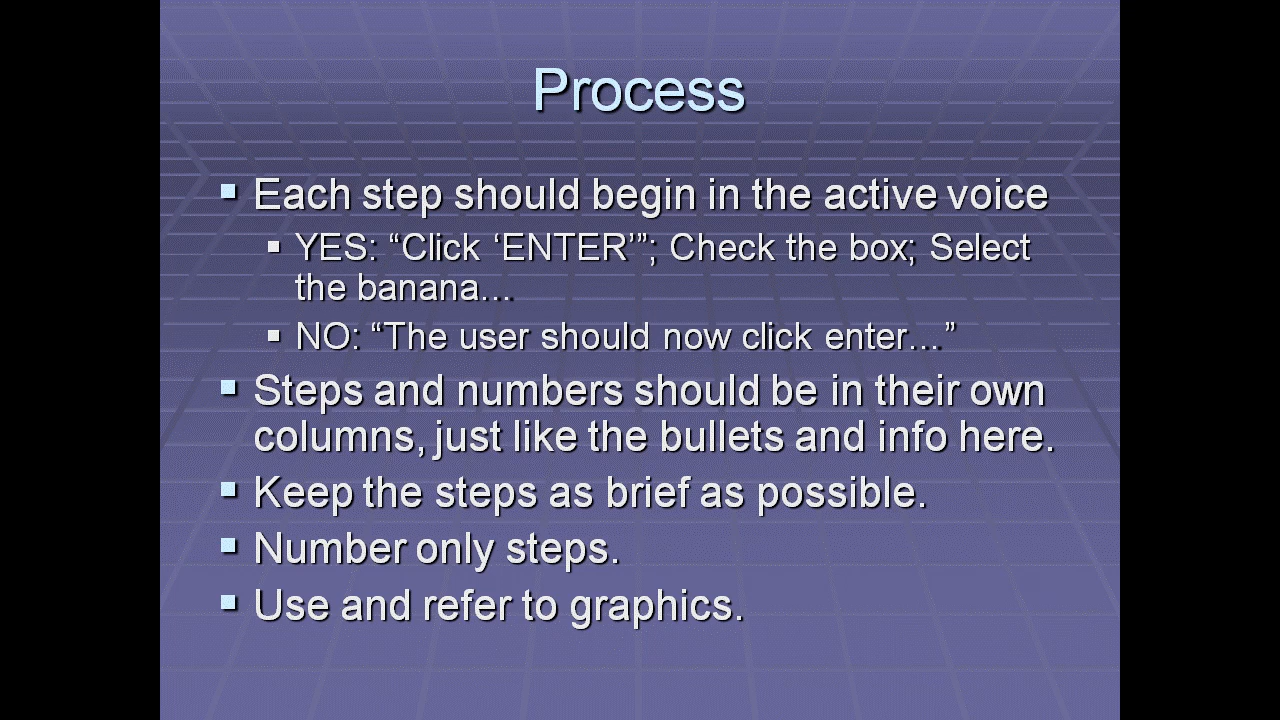 Process
Each step should begin in the active voice
YES: “Click ‘ENTER’”; Check the box; Select
the banana...
NO: “The user should now click enter...”
Steps and numbers should be in their own
columns, just like the bullets and info here.
Keep the steps as brief as possible.
Number only steps.
Use and refer to graphics.